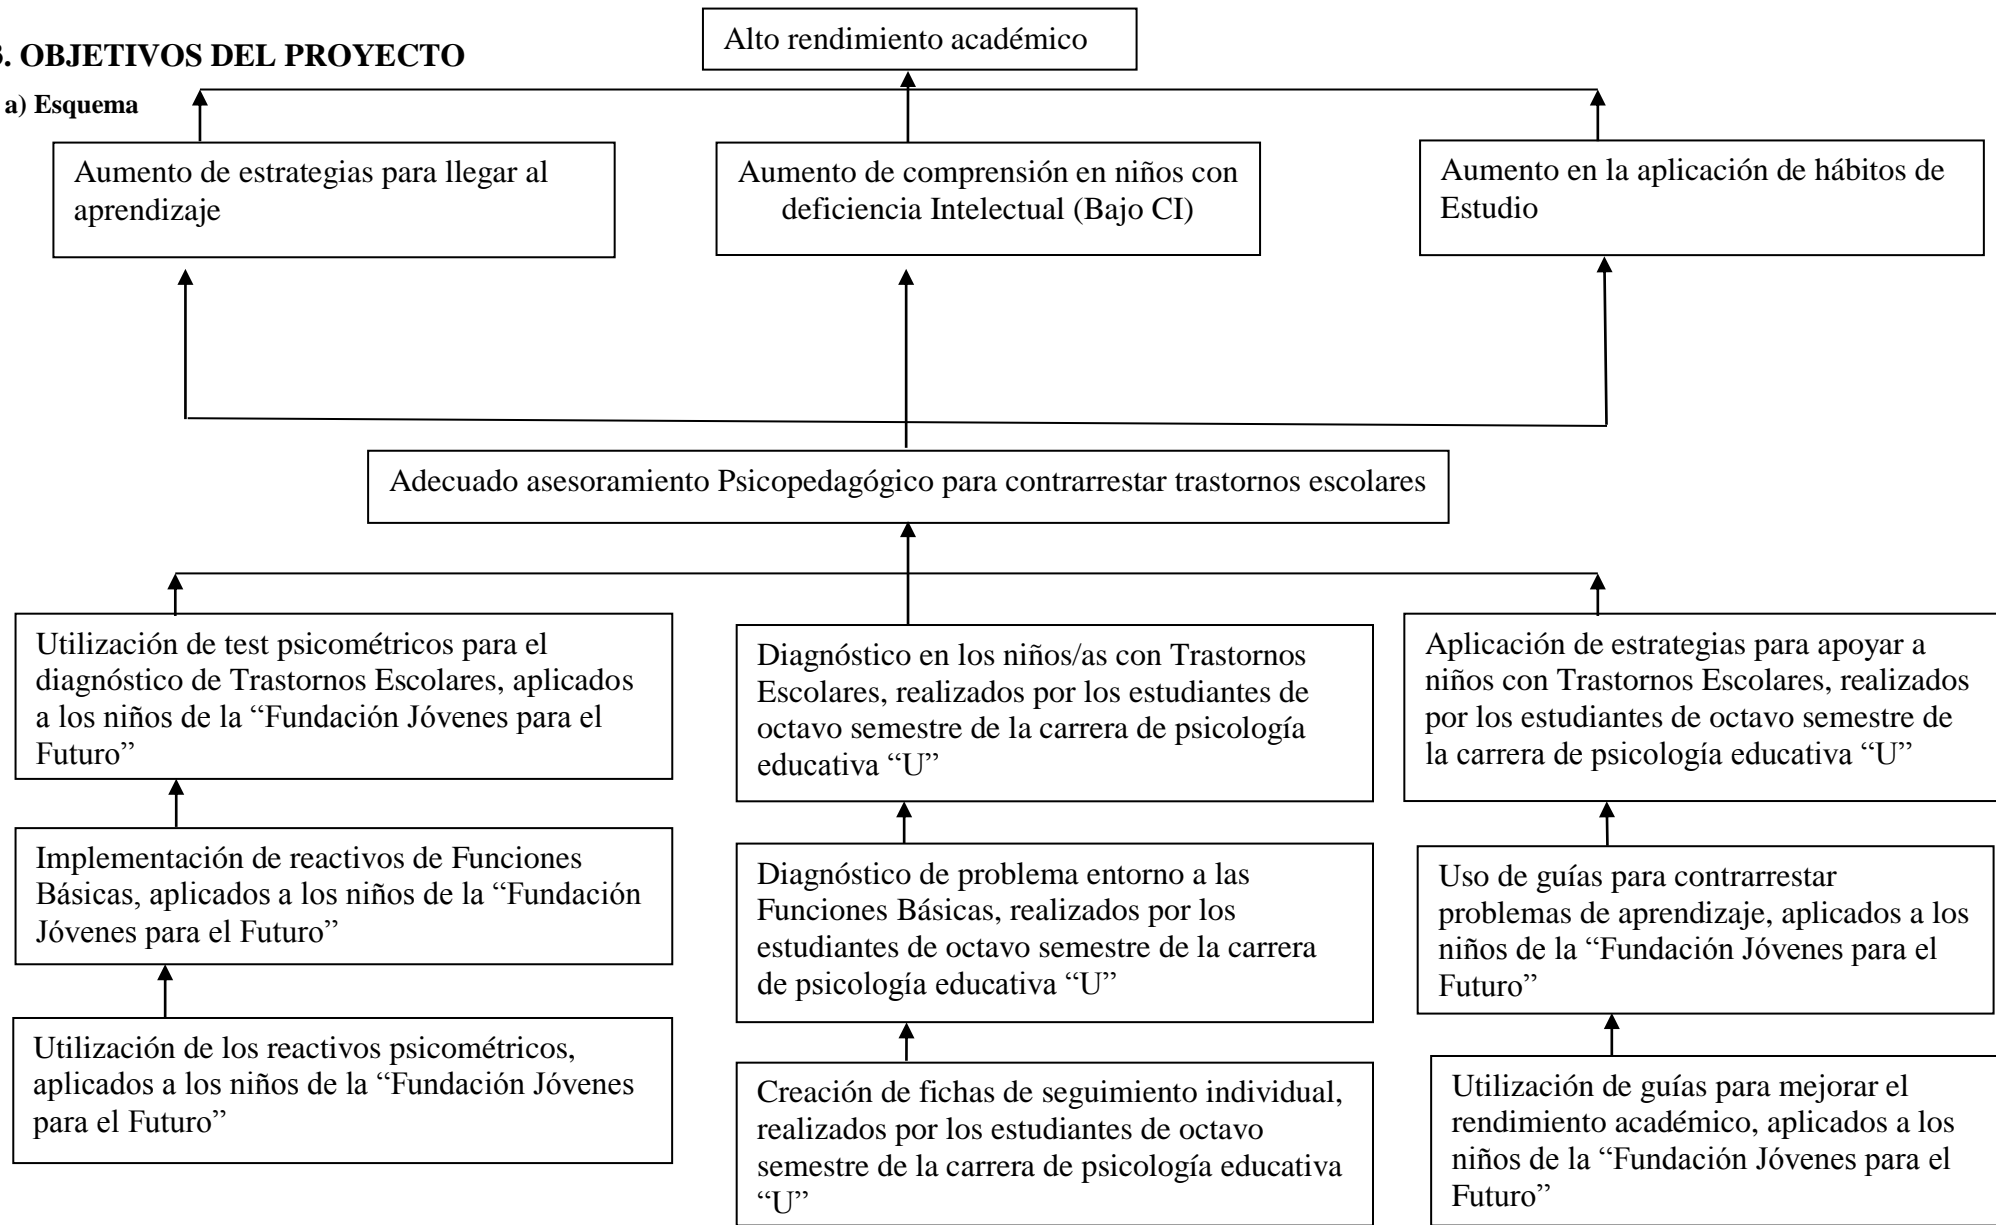 3. OBJETIVOS DEL PROYECTO
a) Esquema
Alto rendimiento académico
Aumento de estrategias para llegar al
aprendizaje
Aumento de comprensión en niños con
deficiencia Intelectual (Bajo CI)
Aumento en la aplicación de hábitos de
Estudio
Adecuado asesoramiento Psicopedagógico para contrarrestar trastornos escolares
Utilización de test psicométricos para el
diagnóstico de Trastornos Escolares, aplicados
a los niños de la “Fundación Jóvenes para el
Futuro”
Diagnóstico en los niños/as con Trastornos
Escolares, realizados por los estudiantes de
octavo semestre de la carrera de psicología
educativa “U”
Aplicación de estrategias para apoyar a
niños con Trastornos Escolares, realizados
por los estudiantes de octavo semestre de
la carrera de psicología educativa “U”
Implementación de reactivos de Funciones
Básicas, aplicados a los niños de la “Fundación
Jóvenes para el Futuro”
Diagnóstico de problema entorno a las
Funciones Básicas, realizados por los
estudiantes de octavo semestre de la carrera
de psicología educativa “U”
Uso de guías para contrarrestar
problemas de aprendizaje, aplicados a los
niños de la “Fundación Jóvenes para el
Futuro”
Utilización de los reactivos psicométricos,
aplicados a los niños de la “Fundación Jóvenes
para el Futuro”
Creación de fichas de seguimiento individual,
realizados por los estudiantes de octavo
semestre de la carrera de psicología educativa
“U”
Utilización de guías para mejorar el
rendimiento académico, aplicados a los
niños de la “Fundación Jóvenes para el
Futuro”